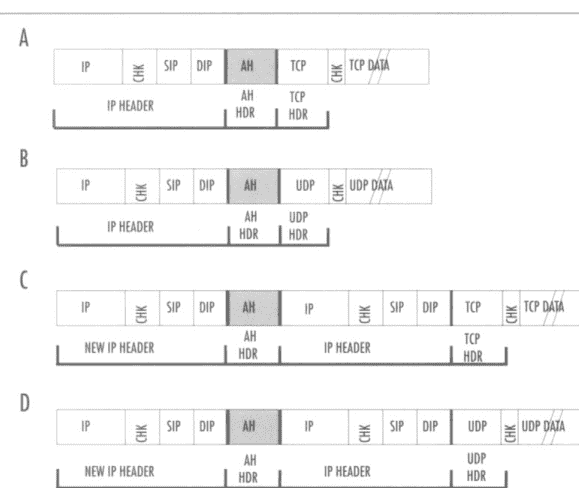 A
IP CHK SIP DIP AH TCP CHK TCP DATA
IP HEADER AH HDR TCP HDR
B
IP CHK SIP DIP AH UDP CHK UDP DATA
IP HEADER AH HDR UDP HDR
C
IP CHK SIP DIP AH IP CHK SIP DIP TCP CHK TCP DATA
NEW IP HEADER AH HDR IP HEADER TCP HDR
D
IP CHK SIP DIP AH IP CHK SIP DIP UDP CHK UDP DATA
NEW IP HEADER AH HDR IP HEADER UDP HDR